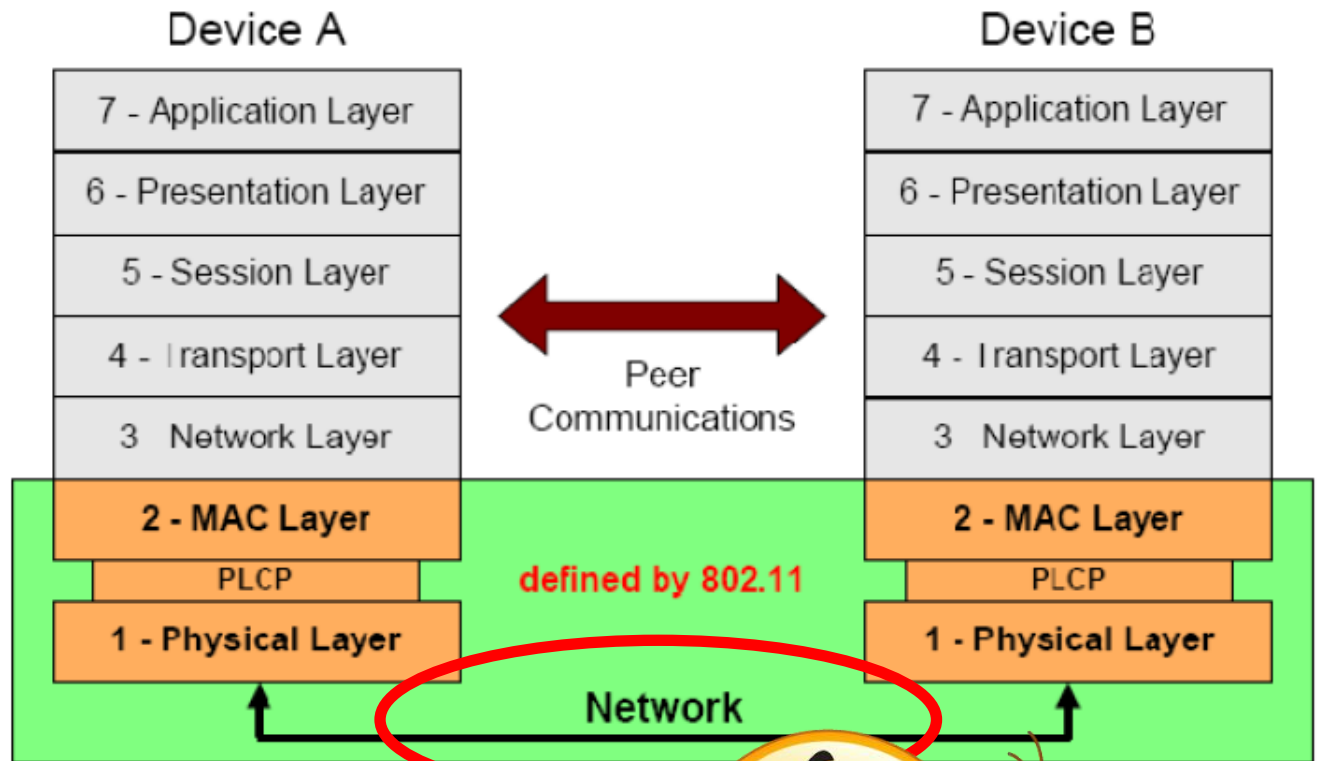 Device A
Device B
7 - Application Layer
6 - Presentation Layer
5 - Session Layer
4 - Transport Layer
3 Network Layer
2 - MAC Layer
PLCP
1 - Physical Layer
Peer
Communications
defined by 802.11
Network
7 - Application Layer
6 - Presentation Layer
5 - Session Layer
4 - Transport Layer
3 Network Layer
2 - MAC Layer
PLCP
1 - Physical Layer